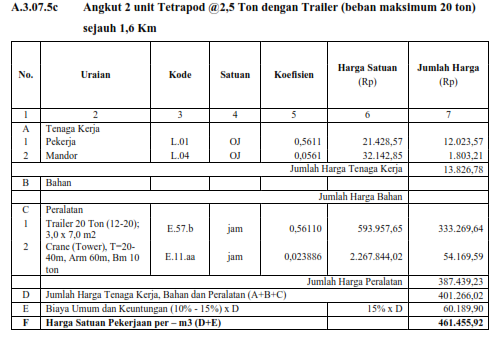 A.3.07.5c Angkut 2 unit Tetrapod @2,5 Ton dengan Trailer (beban maksimum 20 ton)
sejauh 1,6 Km
No. Uraian Kode Satuan Koefisien Harga Satuan (Rp) Jumlah Harga (Rp)
1 2 3 4 5 6 7
A Tenaga Kerja
1 Pekerja L.01 OJ 0,5611 21.428,57 12.023,57
2 Mandor L.04 OJ 0,0561 32.142,85 1.803,21
Jumlah Harga Tenaga Kerja 13.826,78
B Bahan
Jumlah Harga Bahan
C Peralatan
1 Trailer 20 Ton (12-20);
3,0 x 7,0 m2 E.57.b jam 0,56110 593.957,65 333.269,64
2 Crane (Tower), T=20-
40m, Arm 60m, Bm 10
ton E.11.aa jam 0,023886 2.267.844,02 54.169,59
Jumlah Harga Peralatan 387.439,23
D Jumlah Harga Tenaga Kerja, Bahan dan Peralatan (A+B+C) 401.266,02
E Biaya Umum dan Keuntungan (10% - 15%) x D 15% x D 60.189,90
F Harga Satuan Pekerjaan per – m3 (D+E) 461.455,92